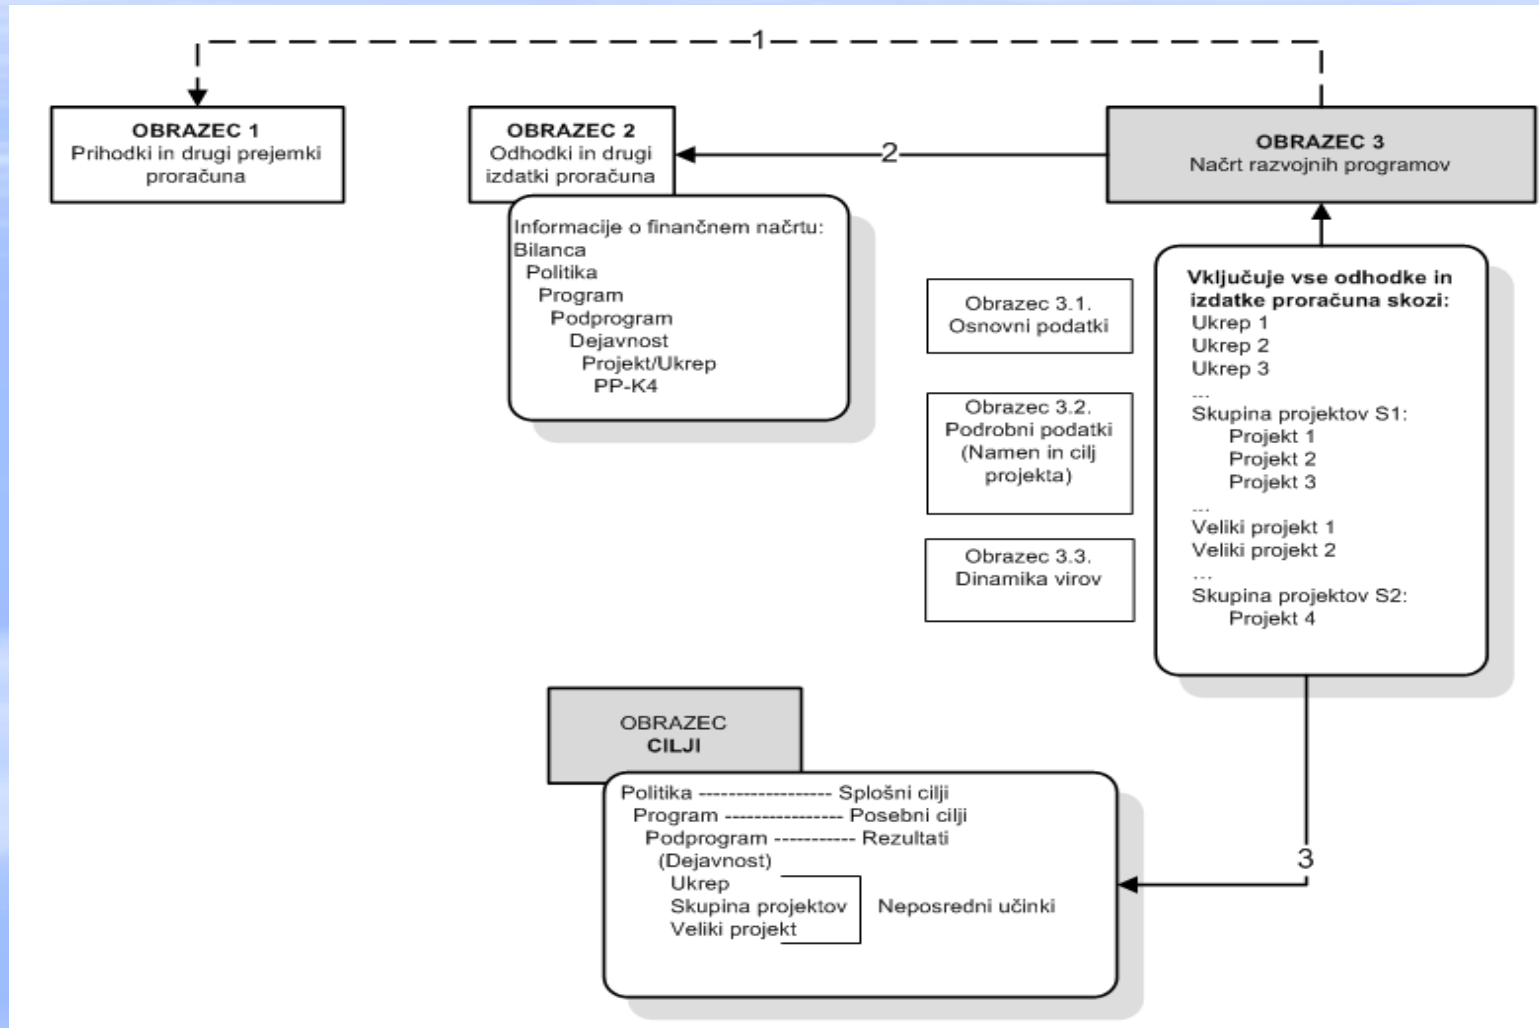 1
OBRAZEC 1
Prihodki in drugi prejemki
proračuna
OBRAZEC 2
Odhodki in drugi
izdatki proračuna
2
OBRAZEC 3
Načrt razvojnih programov
Informacije o finančnem načrtu:
Bilanca
Politika
Program
Podprogram
Dejavnost
Projekt/Ukrep
PP-K4
Obrazec 3.1.
Osnovni podatki
Obrazec 3.2.
Podrobni podatki
(Namen in cilj
projekta)
Obrazec 3.3.
Dinamika virov
Vključuje vse odhodke in
izdatke proračuna skozi:
Ukrep 1
Ukrep 2
Ukrep 3
...
Skupina projektov S1:
Projekt 1
Projekt 2
Projekt 3
...
Veliki projekt 1
Veliki projekt 2
...
Skupina projektov S2:
Projekt 4
OBRAZEC
CILJI
Politika ------------------ Splošni cilji
Program ---------------- Posebni cilji
Podprogram ----------- Rezultati
(Dejavnost)
Ukrep
Skupina projektov Neposredni učinki
Veliki projekt
3